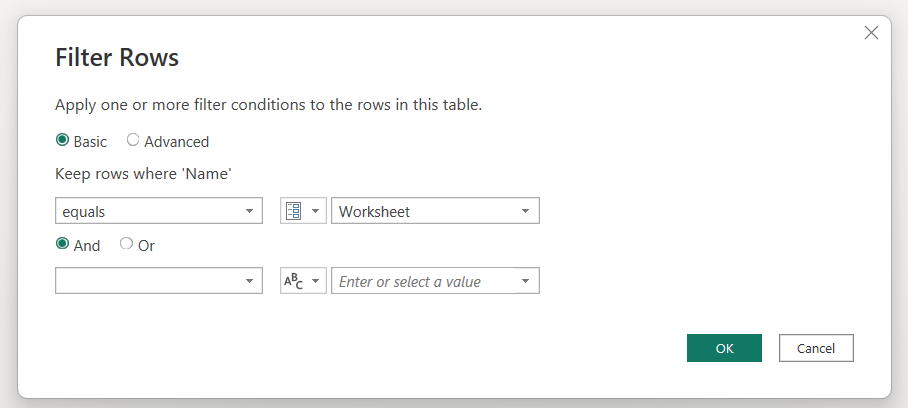 Filter Rows
Apply one or more filter conditions to the rows in this table.
Basic Advanced
Keep rows where 'Name'
equals Worksheet
And Or
ABC Enter or select a value
OK Cancel